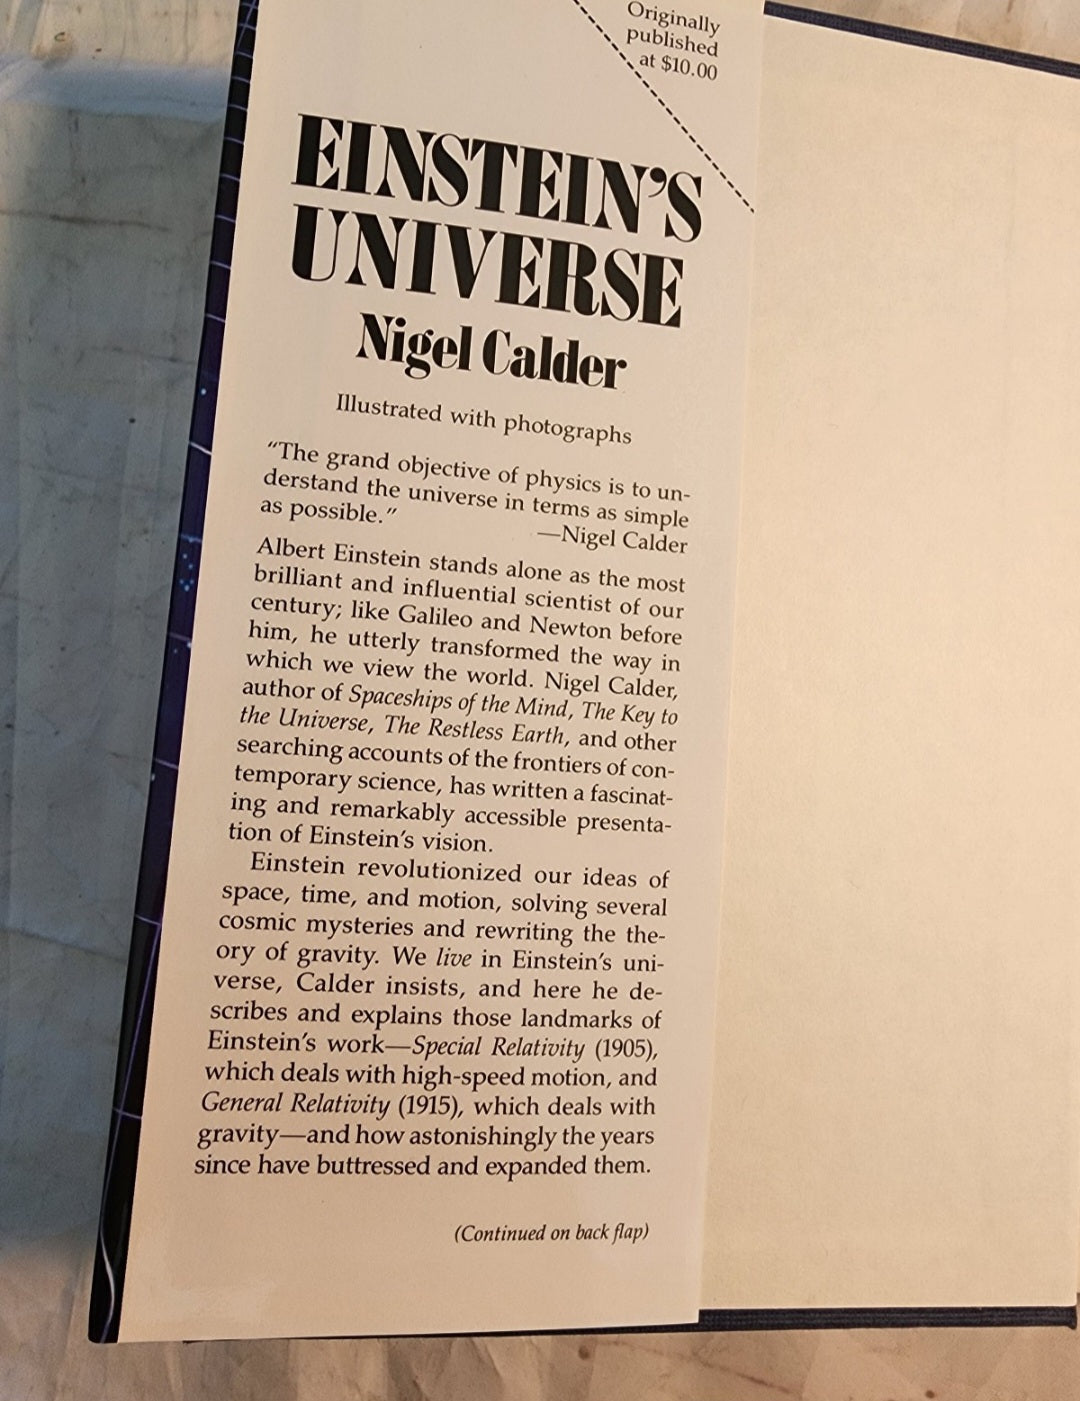 Originally
published
at $10.00
EINSTEIN'S
UNIVERSE
Nigel Calder
Illustrated with photographs
“The grand objective of physics is to un-
derstand the universe in terms as simple
as possible.”
—Nigel Calder
Albert Einstein stands alone as the most
brilliant and influential scientist of our
century; like Galileo and Newton before
him, he utterly transformed the way in
which we view the world. Nigel Calder,
author of Spaceships of the Mind, The Key to
the Universe, The Restless Earth, and other
searching accounts of the frontiers of con-
temporary science, has written a fascinat-
ing and remarkably accessible presenta-
tion of Einstein's vision.
Einstein revolutionized our ideas of
space, time, and motion, solving several
cosmic mysteries and rewriting the the-
ory of gravity. We live in Einstein's uni-
verse, Calder insists, and here he de-
scribes and explains those landmarks of
Einstein's work—Special Relativity (1905),
which deals with high-speed motion, and
General Relativity (1915), which deals with
gravity—and how astonishingly the years
since have buttressed and expanded them.
(Continued on back flap)